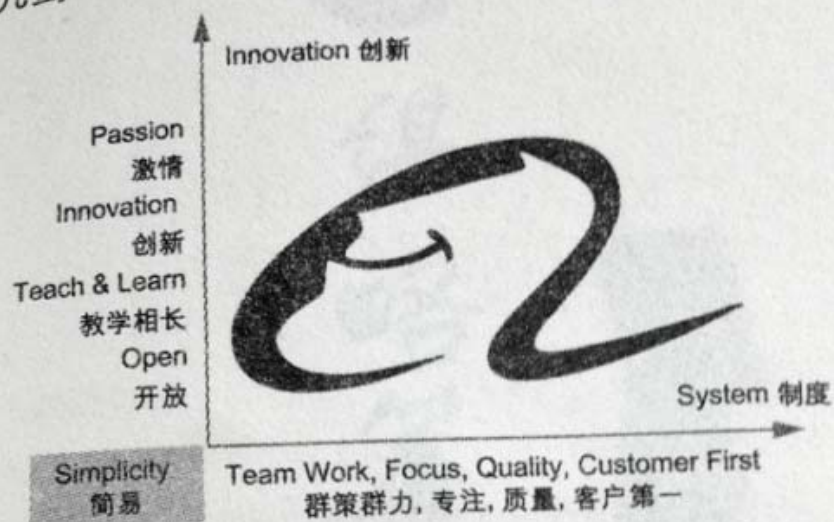 Innovation 创新
Passion
激情
Innovation
创新
Teach & Learn
教学相长
Open
开放
System 制度
Simplicity
简易
Team Work, Focus, Quality, Customer First
群策群力, 专注, 质量, 客户第一